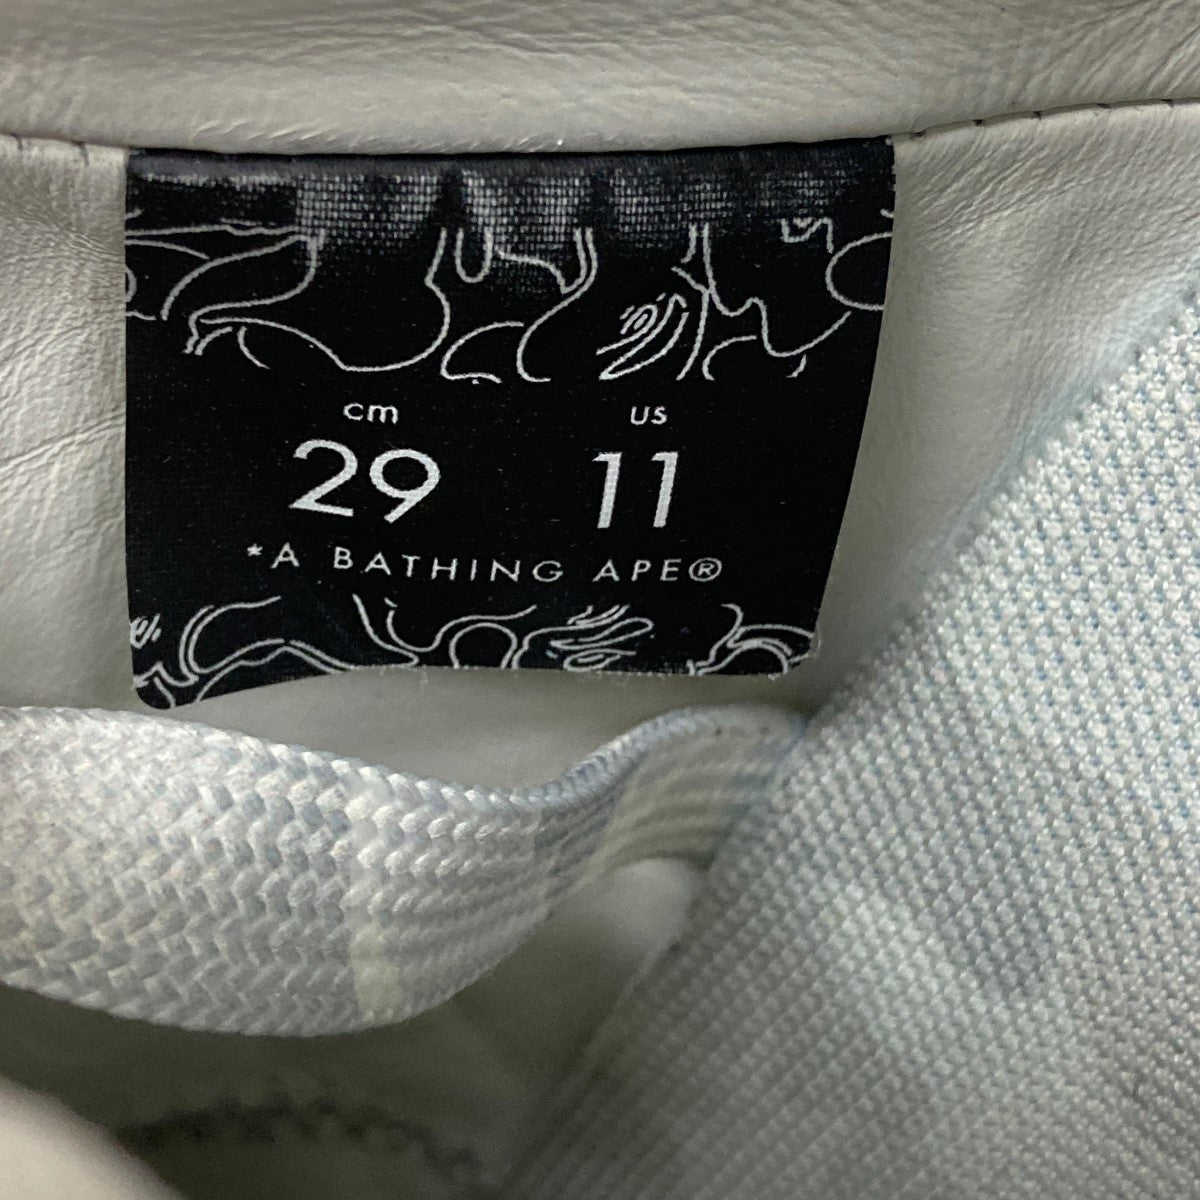 cm US
29 11
*A BATHING APE®